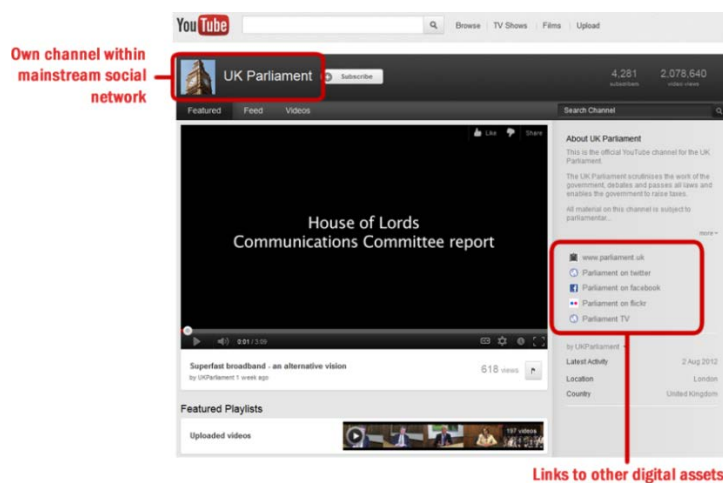 YouTube
Browse | TV Shows | Films | Upload
Own channel within
mainstream social
network
UK Parliament
Subscribe
4,281
subscribers
2,078,640
video views
Featured Feed Videos
Search Channel
Like Share
House of Lords
Communications Committee report
0:01 / 3:09
CC
Superfast broadband - an alternative vision
by UKParliament 1 week ago
618 views
Featured Playlists
Uploaded videos
197 videos
About UK Parliament
This is the official YouTube channel for the UK
Parliament.
The UK Parliament scrutinises the work of the
government, debates and passes all laws and
enables the government to raise taxes.
All material on this channel is subject to
parliamentar...
more
www.parliament.uk
Parliament on twitter
Parliament on facebook
Parliament on flickr
Parliament TV
by UKParliament
Latest Activity 2 Aug 2012
Location London
Country United Kingdom
Links to other digital assets